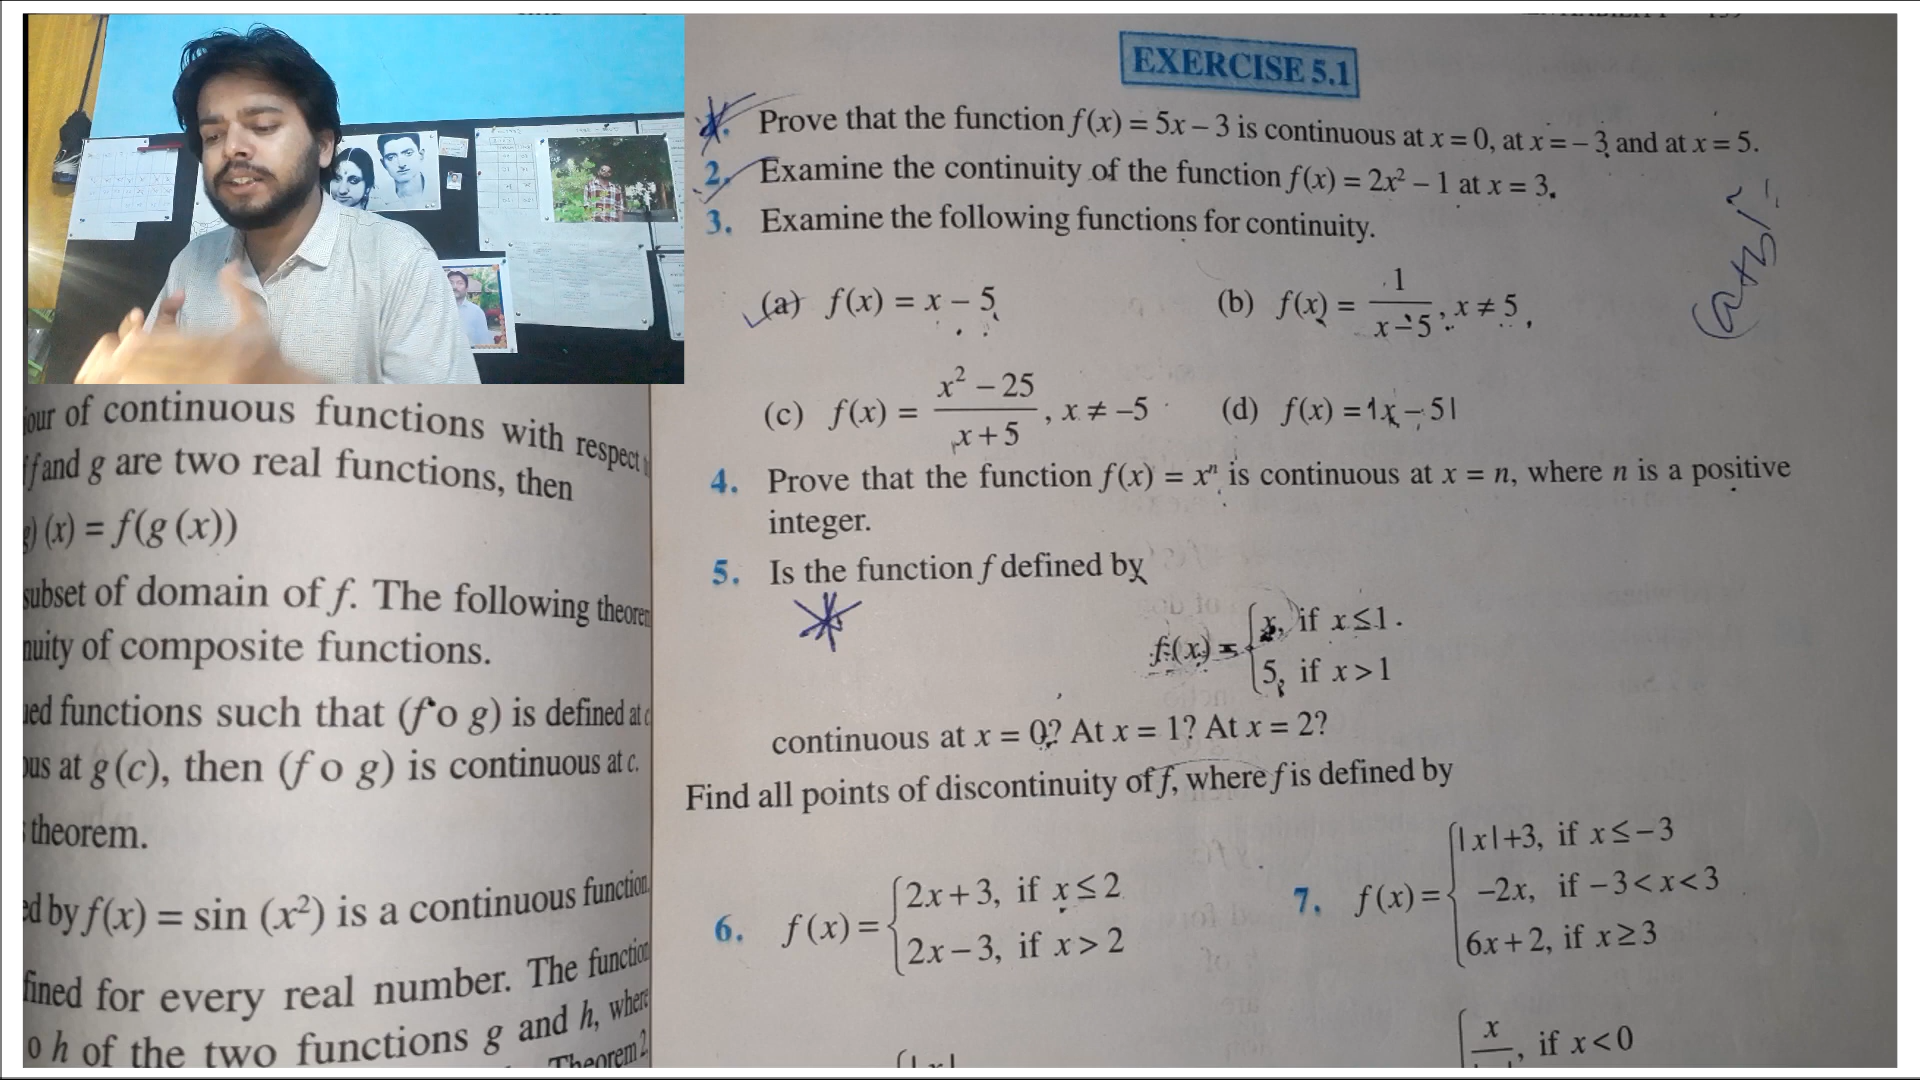 EXERCISE 5.1
1. Prove that the function f(x) = 5x – 3 is continuous at x = 0, at x = – 3 and at x = 5.
2. Examine the continuity of the function f(x) = 2x² – 1 at x = 3.
3. Examine the following functions for continuity.
(a) f(x) = x – 5 (b) f(x) = 1/(x – 5), x ≠ 5
(c) f(x) = (x² – 25)/(x + 5), x ≠ –5 (d) f(x) = |x – 5|
4. Prove that the function f(x) = xⁿ is continuous at x = n, where n is a positive
integer.
5. Is the function f defined by
f(x) = { x, if x ≤ 1
5, if x > 1
continuous at x = 0? At x = 1? At x = 2?
Find all points of discontinuity of f, where f is defined by
6. f(x) = { 2x + 3, if x ≤ 2
2x – 3, if x > 2
7. f(x) = { |x| + 3, if x ≤ –3
–2x, if –3 < x < 3
6x + 2, if x ≥ 3
x
, if x < 0
of continuous functions with respect
f and g are two real functions, then
(x) = f(g (x))
subset of domain of f. The following theorem
of composite functions.
functions such that (f o g) is defined at c
at g (c), then (f o g) is continuous at c.
theorem.
by f(x) = sin (x²) is a continuous function.
for every real number. The function
o h of the two functions g and h, where
Theorem 2